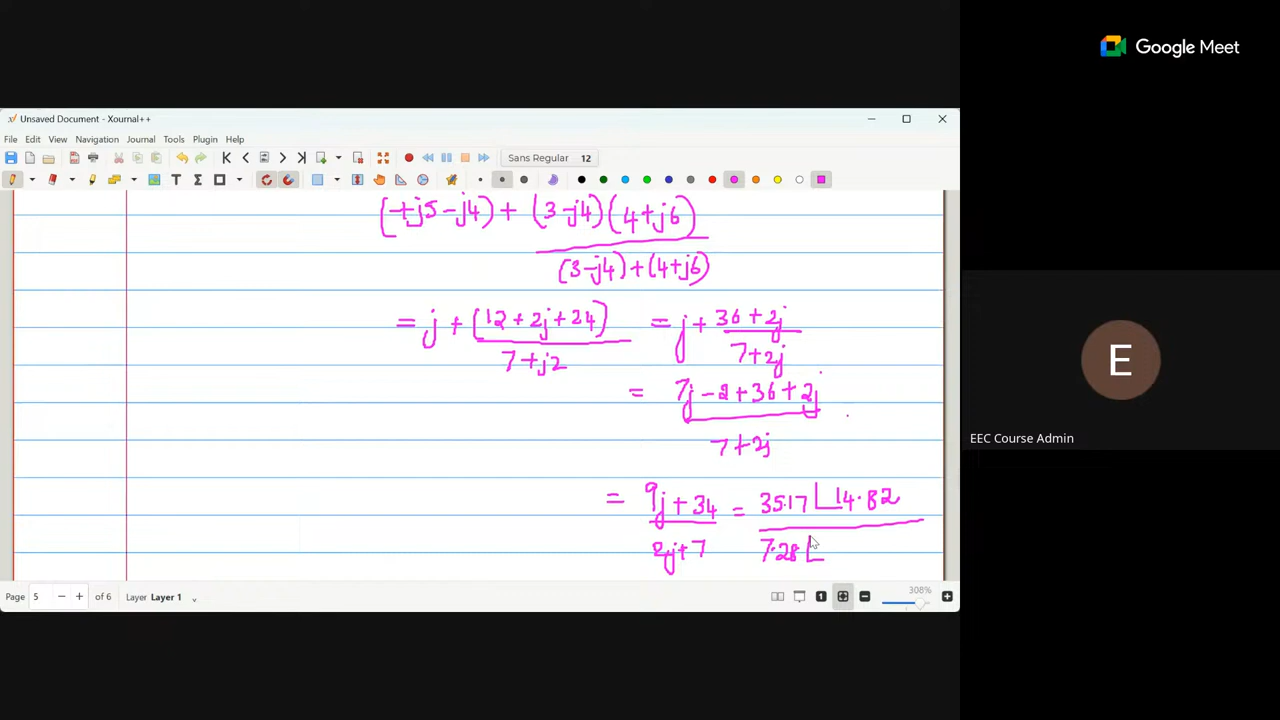 Google Meet
Unsaved Document - Xournal++
File Edit View Navigation Journal Tools Plugin Help
Sans Regular 12
(+j5-j4) + (3-j4)(4+j6)
(3-j4)+(4+j6)
= j + (12+2j+24) = j+ 36+2j
7+j2 7+2j
= 7j-2+36+2j
7+2j
= 9j+34 = 35.17∠14.82
2j+7 7.28∠
E
EEC Course Admin
Page 5 of 6 Layer Layer 1 308%